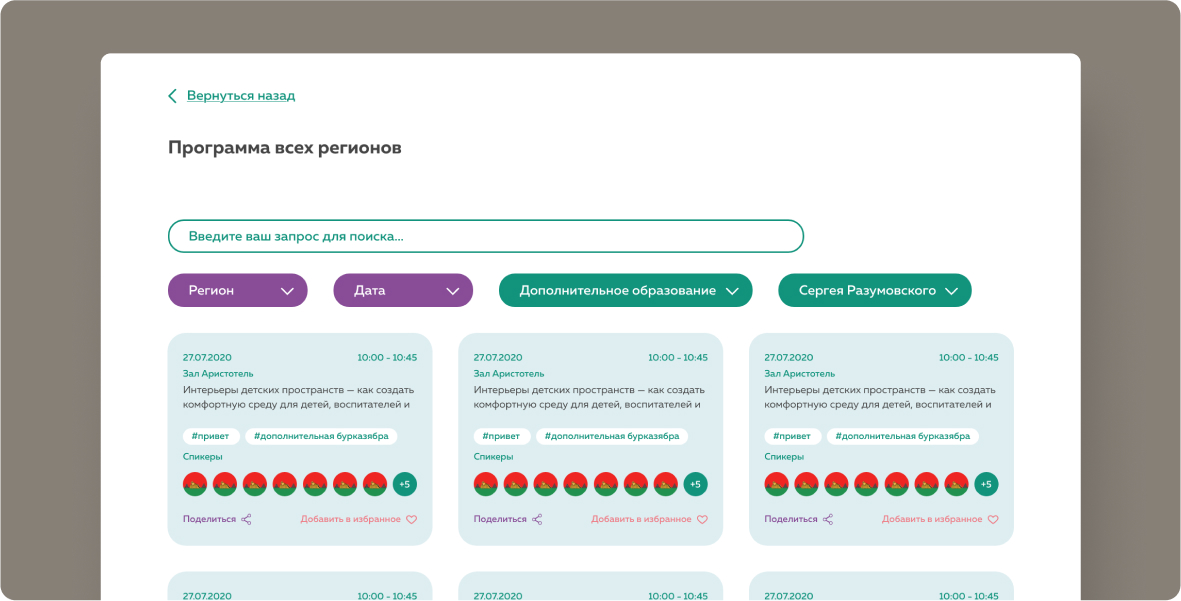 Вернуться назад
Программа всех регионов
Введите ваш запрос для поиска...
Регион
Дата
Дополнительное образование
Сергея Разумовского
27.07.2020 10:00 - 10:45
Зал Аристотель
Интерьеры детских пространств — как создать
комфортную среду для детей, воспитателей и
#привет #дополнительная бурказябра
Спикеры
+5
Поделиться Добавить в избранное
27.07.2020 10:00 - 10:45
Зал Аристотель
Интерьеры детских пространств — как создать
комфортную среду для детей, воспитателей и
#привет #дополнительная бурказябра
Спикеры
+5
Поделиться Добавить в избранное
27.07.2020 10:00 - 10:45
Зал Аристотель
Интерьеры детских пространств — как создать
комфортную среду для детей, воспитателей и
#привет #дополнительная бурказябра
Спикеры
+5
Поделиться Добавить в избранное
27.07.2020 10:00 - 10:45
27.07.2020 10:00 - 10:45
27.07.2020 10:00 - 10:45